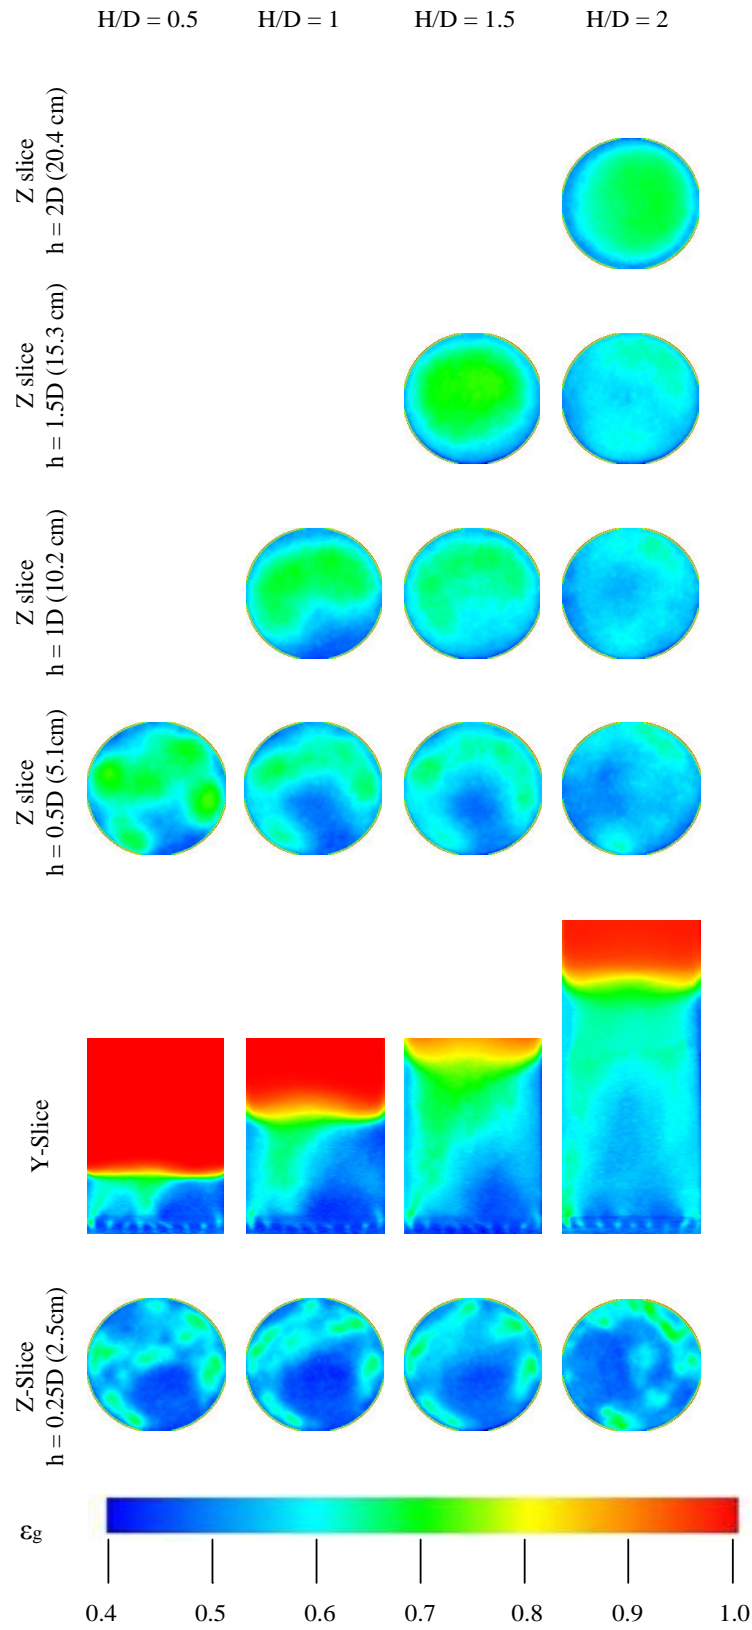 H/D = 0.5 H/D = 1 H/D = 1.5 H/D = 2
Z slice
h = 2D (20.4 cm)
Z slice
h = 1.5D (15.3 cm)
Z slice
h = 1D (10.2 cm)
Z slice
h = 0.5D (5.1cm)
Y-Slice
Z-Slice
h = 0.25D (2.5cm)
εg
0.4 0.5 0.6 0.7 0.8 0.9 1.0